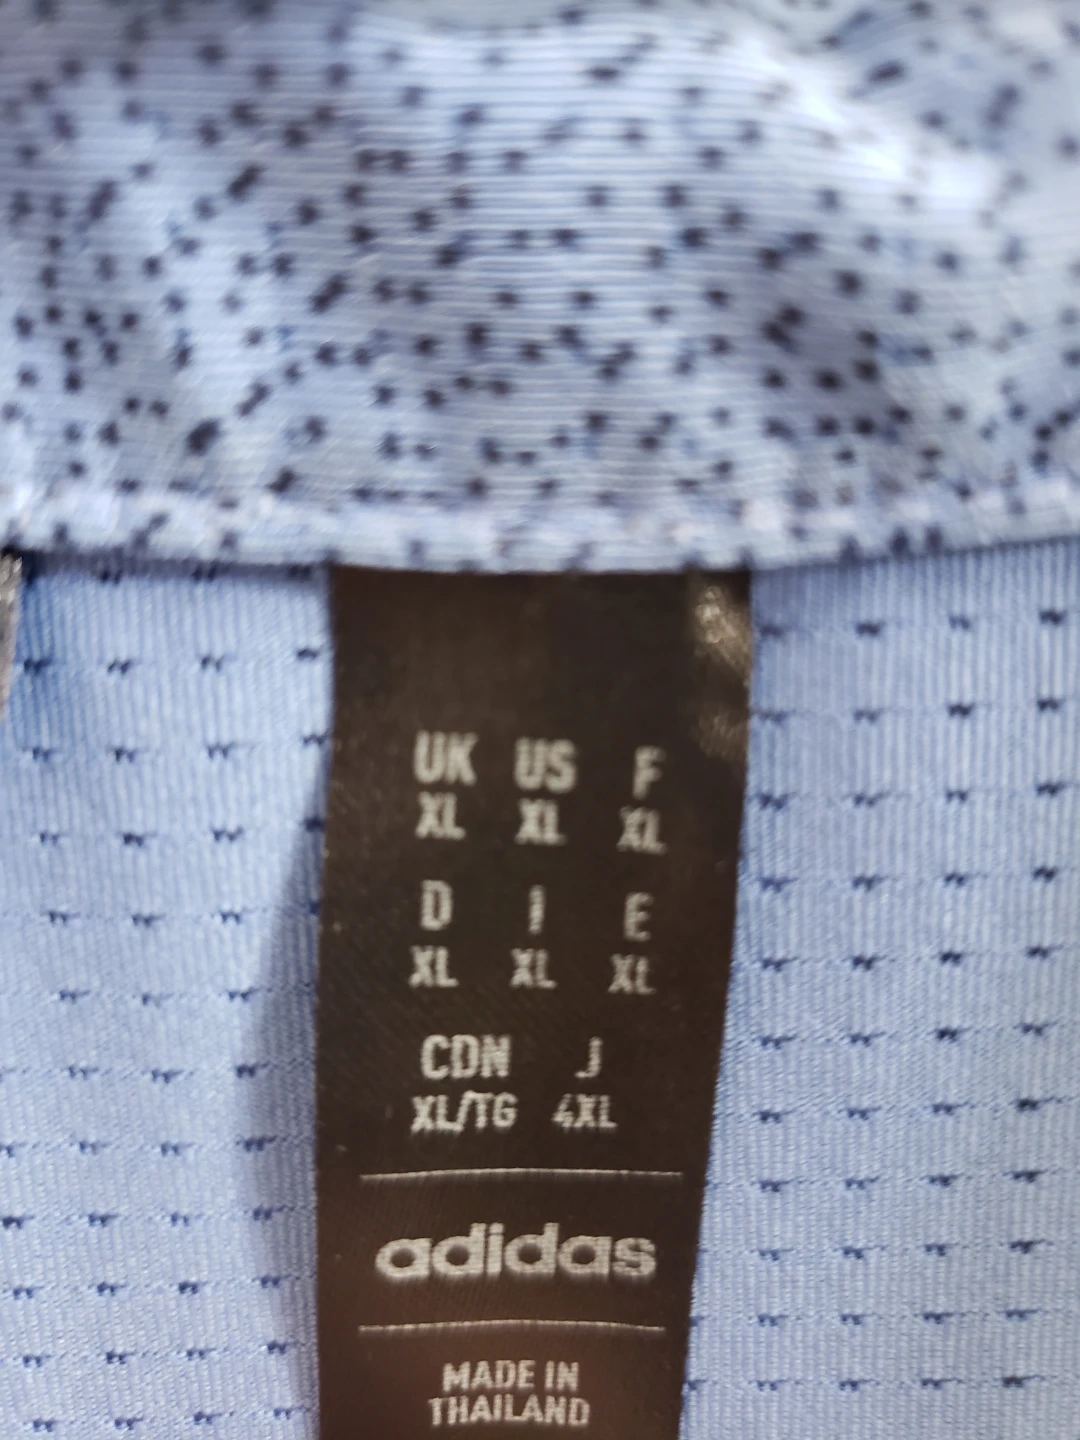 UK US F
XL XL XL
D I E
XL XL XL
CDN J
XL/TG 4XL
adidas
MADE IN
THAILAND